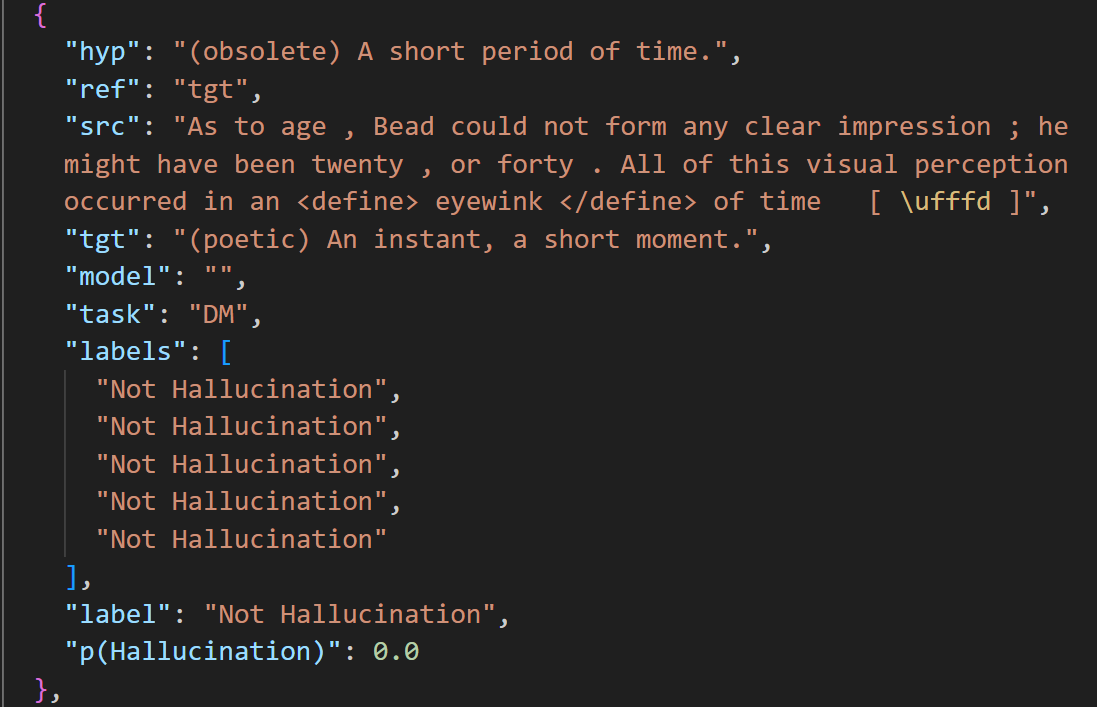 {
"hyp": "(obsolete) A short period of time.",
"ref": "tgt",
"src": "As to age , Bead could not form any clear impression ; he
might have been twenty , or forty . All of this visual perception
occurred in an <define> eyewink </define> of time   [ \ufffd ]",
"tgt": "(poetic) An instant, a short moment.",
"model": "",
"task": "DM",
"labels": [
"Not Hallucination",
"Not Hallucination",
"Not Hallucination",
"Not Hallucination",
"Not Hallucination"
],
"label": "Not Hallucination",
"p(Hallucination)": 0.0
},